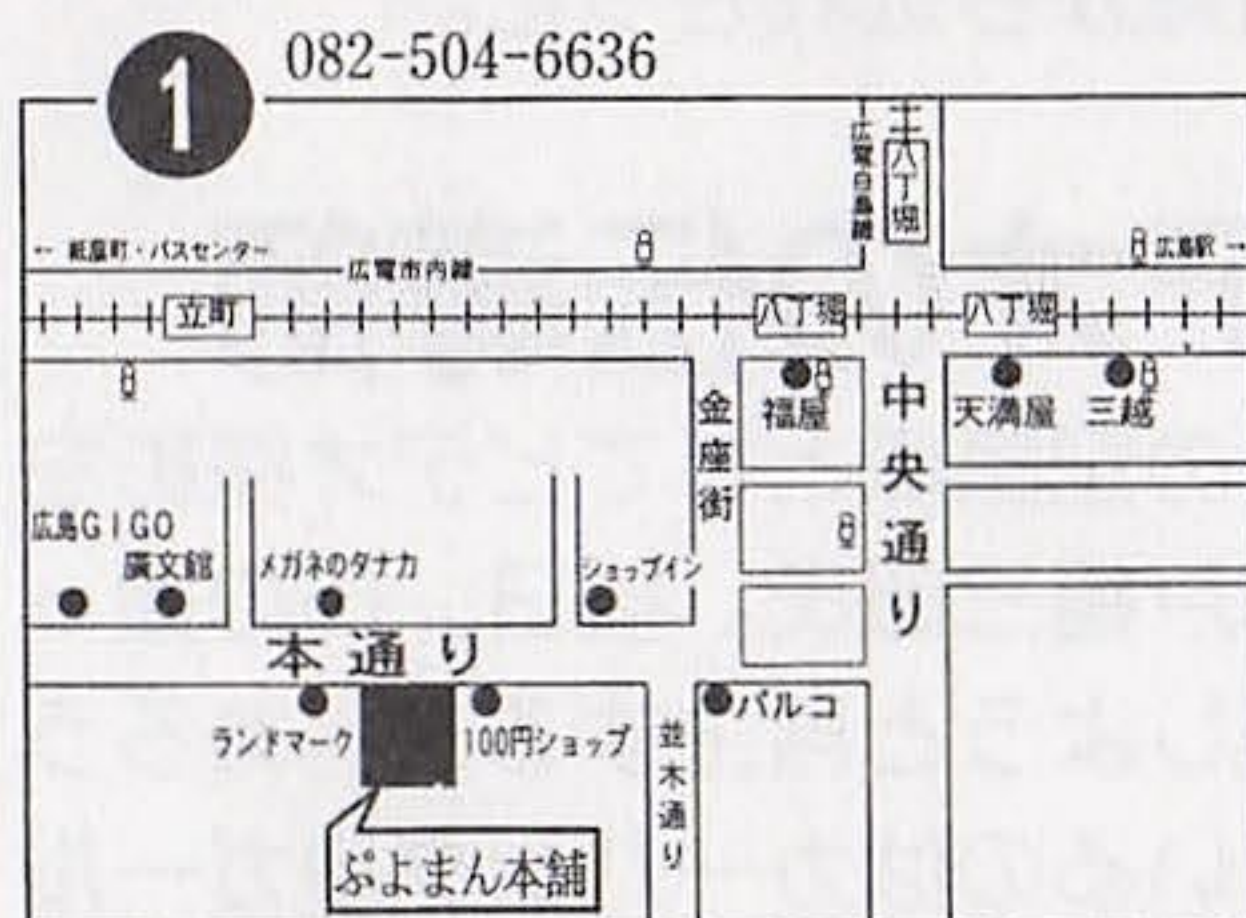 1
082-504-6636
広電白島線
八丁堀
← 紙屋町・バスセンター
広電市内線
広島駅 →
立町
八丁堀
八丁堀
金座街
福屋
中央通り
天満屋
三越
広島GIGO
廣文館
メガネのタナカ
ショップイン
本通り
ランドマーク
100円ショップ
並木通り
パルコ
ぷよまん本舗